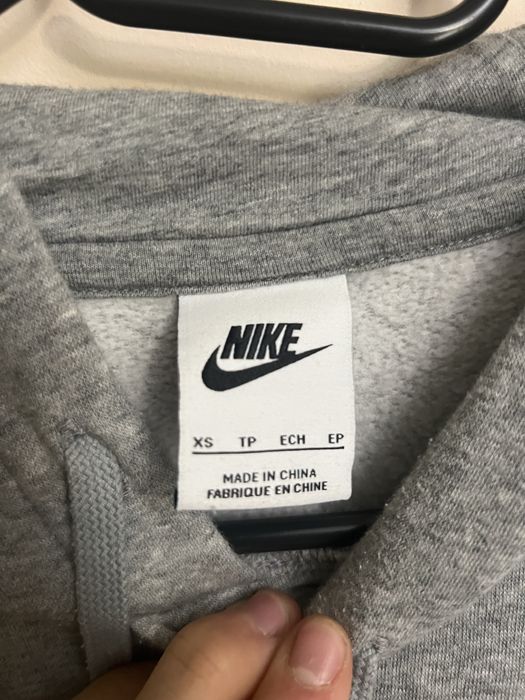 NIKE
XS TP ECH EP
MADE IN CHINA
FABRIQUE EN CHINE